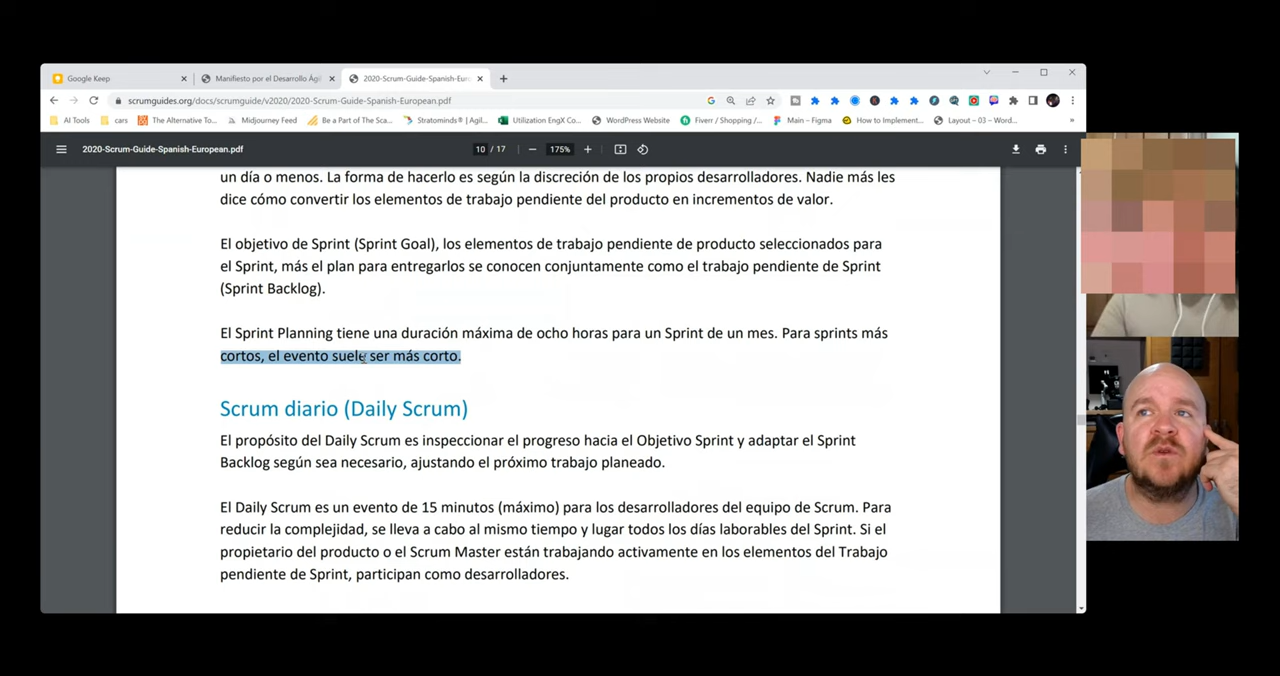 Google Keep
Manifiesto por el Desarrollo Ági
2020-Scrum-Guide-Spanish-Euro
scrumguides.org/docs/scrumguide/v2020/2020-Scrum-Guide-Spanish-European.pdf
AI Tools
cars
The Alternative To...
Midjourney Feed
Be a Part of The Sca...
Stratominds® | Agil...
Utilization EngX Co...
WordPress Website
Fiverr / Shopping /...
Main – Figma
How to Implement...
Layout – 03 – Word...
2020-Scrum-Guide-Spanish-European.pdf
10 / 17
175%
un día o menos. La forma de hacerlo es según la discreción de los propios desarrolladores. Nadie más les
dice cómo convertir los elementos de trabajo pendiente del producto en incrementos de valor.
El objetivo de Sprint (Sprint Goal), los elementos de trabajo pendiente de producto seleccionados para
el Sprint, más el plan para entregarlos se conocen conjuntamente como el trabajo pendiente de Sprint
(Sprint Backlog).
El Sprint Planning tiene una duración máxima de ocho horas para un Sprint de un mes. Para sprints más
cortos, el evento suele ser más corto.
Scrum diario (Daily Scrum)
El propósito del Daily Scrum es inspeccionar el progreso hacia el Objetivo Sprint y adaptar el Sprint
Backlog según sea necesario, ajustando el próximo trabajo planeado.
El Daily Scrum es un evento de 15 minutos (máximo) para los desarrolladores del equipo de Scrum. Para
reducir la complejidad, se lleva a cabo al mismo tiempo y lugar todos los días laborables del Sprint. Si el
propietario del producto o el Scrum Master están trabajando activamente en los elementos del Trabajo
pendiente de Sprint, participan como desarrolladores.